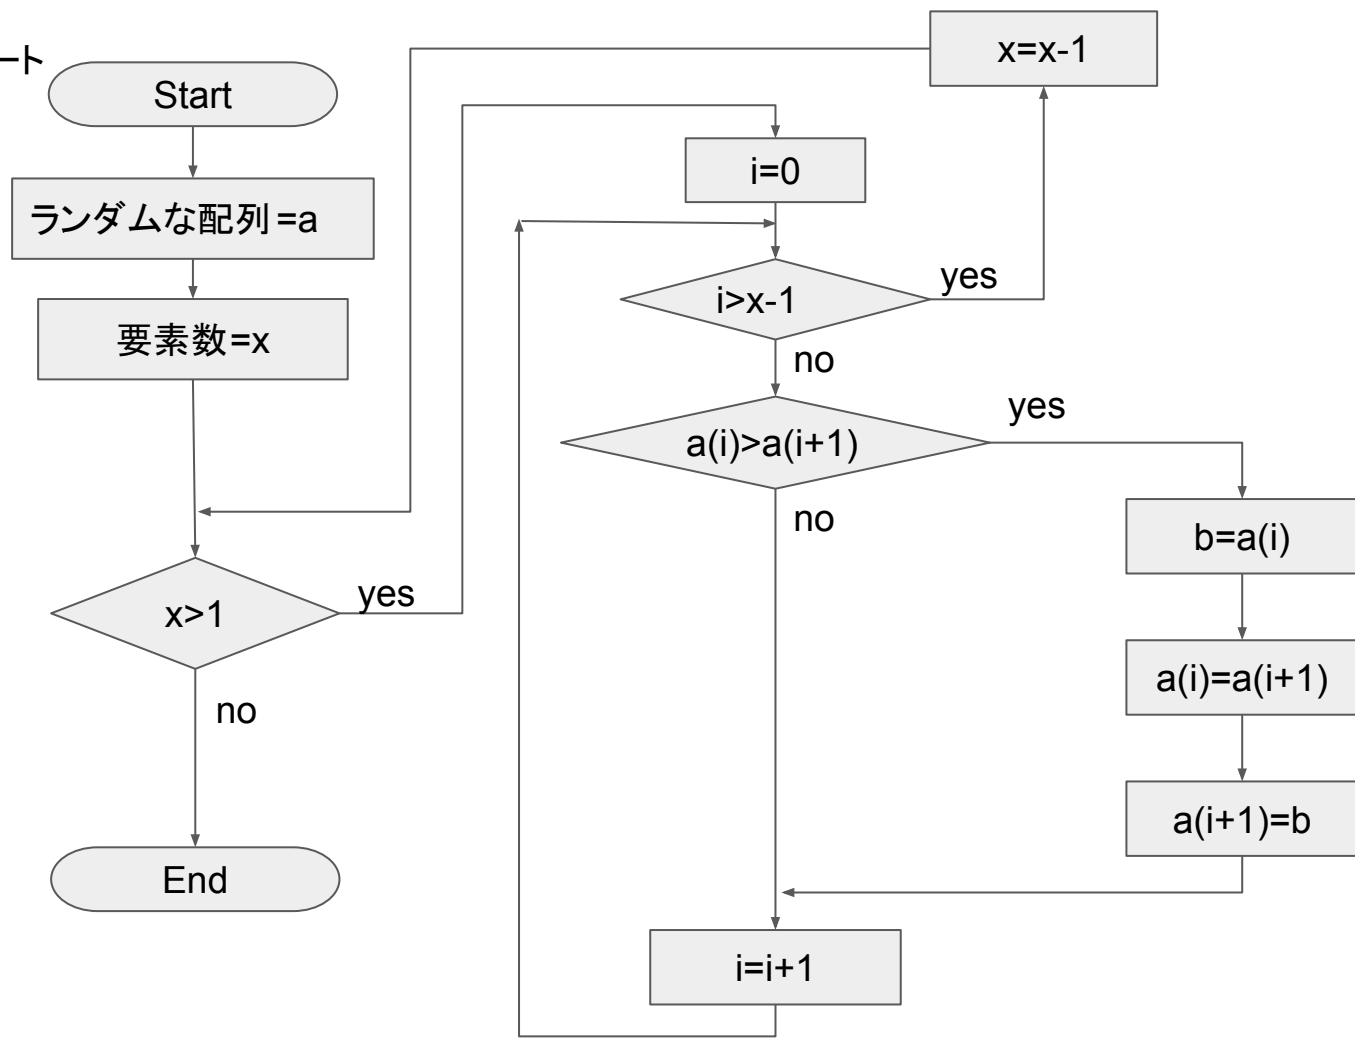 ート
Start
ランダムな配列=a
要素数=x
x>1
yes
no
End
x=x-1
i=0
i>x-1
yes
no
a(i)>a(i+1)
yes
no
b=a(i)
a(i)=a(i+1)
a(i+1)=b
i=i+1